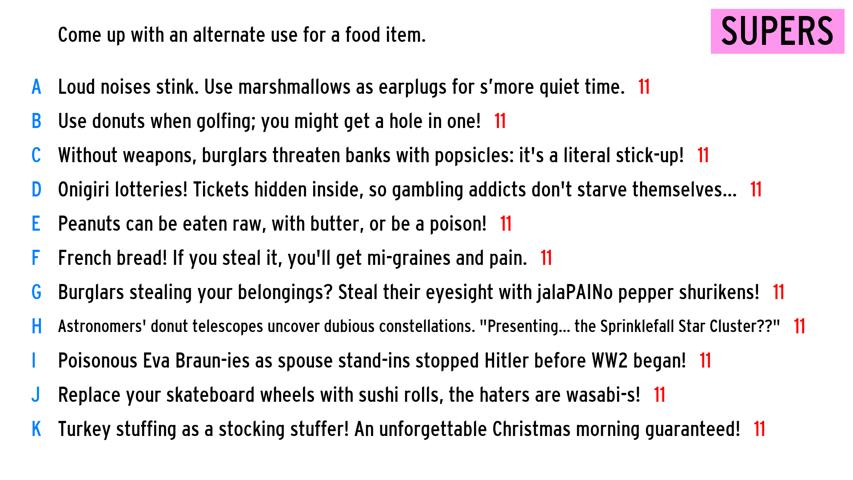 Come up with an alternate use for a food item.
SUPERS
A Loud noises stink. Use marshmallows as earplugs for s'more quiet time. 11
B Use donuts when golfing; you might get a hole in one! 11
C Without weapons, burglars threaten banks with popsicles: it's a literal stick-up! 11
D Onigiri lotteries! Tickets hidden inside, so gambling addicts don't starve themselves... 11
E Peanuts can be eaten raw, with butter, or be a poison! 11
F French bread! If you steal it, you'll get mi-graines and pain. 11
G Burglars stealing your belongings? Steal their eyesight with jalaPAINo pepper shurikens! 11
H Astronomers' donut telescopes uncover dubious constellations. "Presenting... the Sprinklefall Star Cluster??" 11
I Poisonous Eva Braun-ies as spouse stand-ins stopped Hitler before WW2 began! 11
J Replace your skateboard wheels with sushi rolls, the haters are wasabi-s! 11
K Turkey stuffing as a stocking stuffer! An unforgettable Christmas morning guaranteed! 11